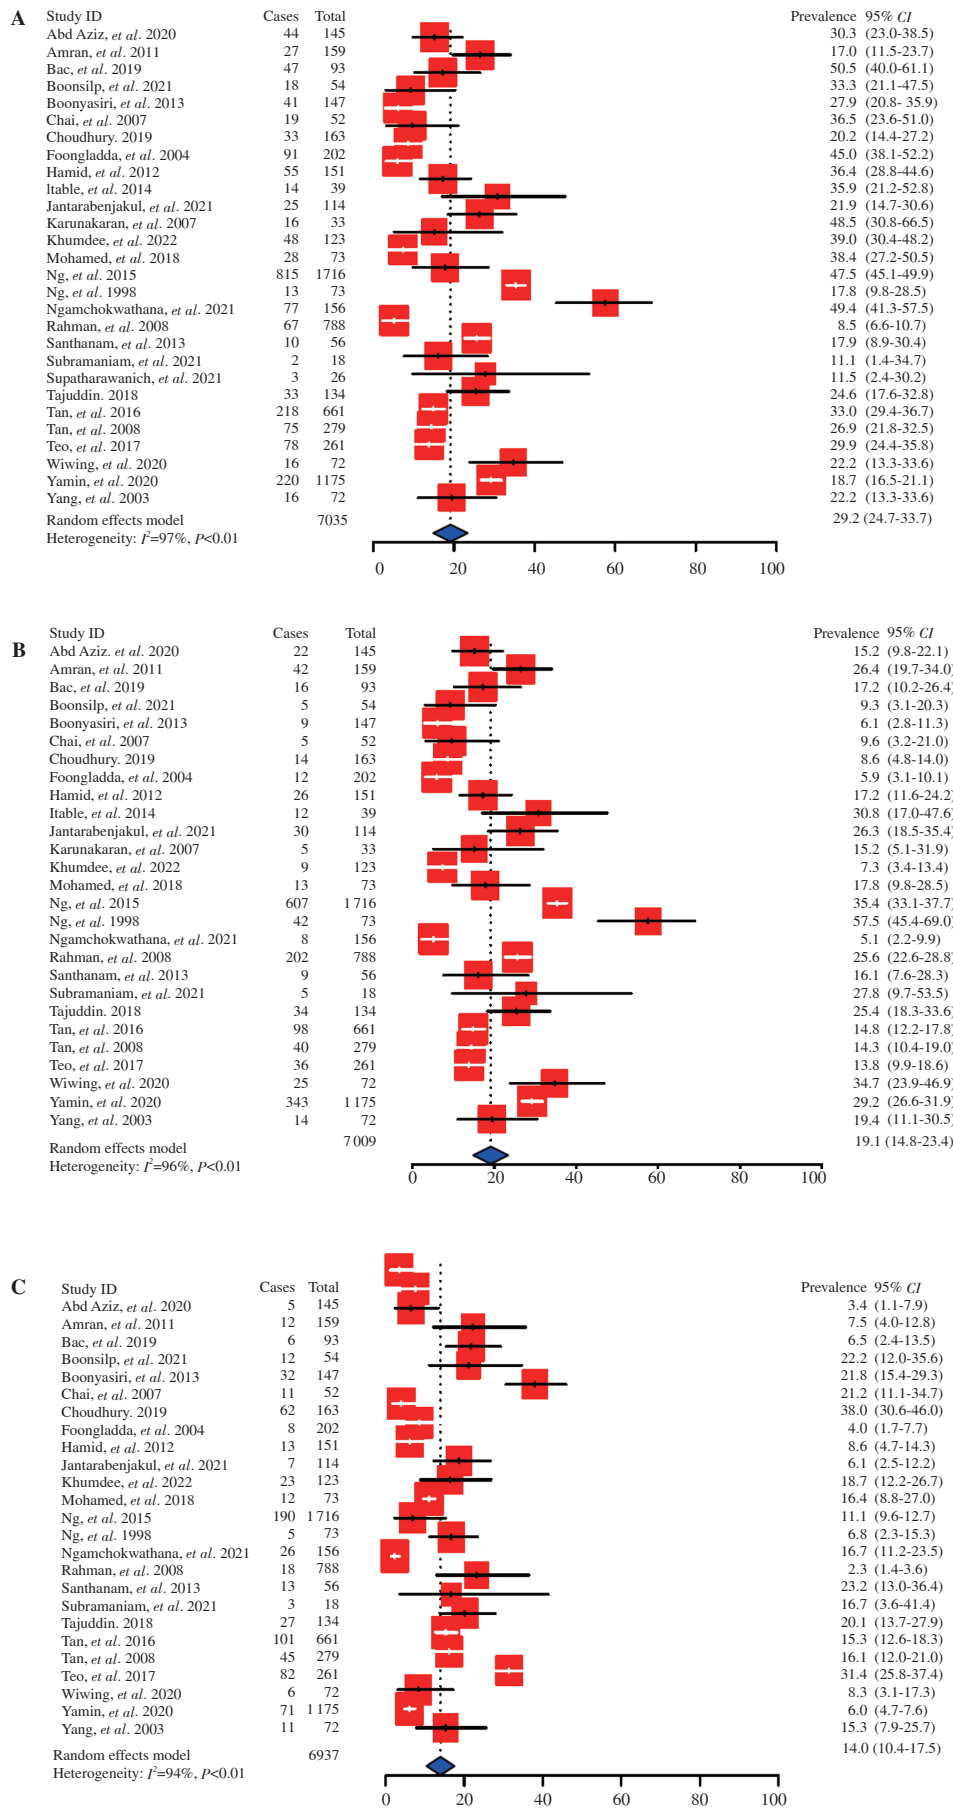 A Study ID Cases Total Prevalence 95% CI
Abd Aziz, et al. 2020 44 145 30.3 (23.0-38.5)
Amran, et al. 2011 27 159 17.0 (11.5-23.7)
Bac, et al. 2019 47 93 50.5 (40.0-61.1)
Boonsilp, et al. 2021 18 54 33.3 (21.1-47.5)
Boonyasiri, et al. 2013 41 147 27.9 (20.8- 35.9)
Chai, et al. 2007 19 52 36.5 (23.6-51.0)
Choudhury. 2019 33 163 20.2 (14.4-27.2)
Foongladda, et al. 2004 91 202 45.0 (38.1-52.2)
Hamid, et al. 2012 55 151 36.4 (28.8-44.6)
Itable, et al. 2014 14 39 35.9 (21.2-52.8)
Jantarabenjakul, et al. 2021 25 114 21.9 (14.7-30.6)
Karunakaran, et al. 2007 16 33 48.5 (30.8-66.5)
Khumdee, et al. 2022 48 123 39.0 (30.4-48.2)
Mohamed, et al. 2018 28 73 38.4 (27.2-50.5)
Ng, et al. 2015 815 1716 47.5 (45.1-49.9)
Ng, et al. 1998 13 73 17.8 (9.8-28.5)
Ngamchokwathana, et al. 2021 77 156 49.4 (41.3-57.5)
Rahman, et al. 2008 67 788 8.5 (6.6-10.7)
Santhanam, et al. 2013 10 56 17.9 (8.9-30.4)
Subramaniam, et al. 2021 2 18 11.1 (1.4-34.7)
Supatharawanich, et al. 2021 3 26 11.5 (2.4-30.2)
Tajuddin. 2018 33 134 24.6 (17.6-32.8)
Tan, et al. 2016 218 661 33.0 (29.4-36.7)
Tan, et al. 2008 75 279 26.9 (21.8-32.5)
Teo, et al. 2017 78 261 29.9 (24.4-35.8)
Wiwing, et al. 2020 16 72 22.2 (13.3-33.6)
Yamin, et al. 2020 220 1175 18.7 (16.5-21.1)
Yang, et al. 2003 16 72 22.2 (13.3-33.6)
Random effects model 7035 29.2 (24.7-33.7)
Heterogeneity: I²=97%, P<0.01
0 20 40 60 80 100
B Study ID Cases Total Prevalence 95% CI
Abd Aziz. et al. 2020 22 145 15.2 (9.8-22.1)
Amran, et al. 2011 42 159 26.4 (19.7-34.0)
Bac, et al. 2019 16 93 17.2 (10.2-26.4)
Boonsilp, et al. 2021 5 54 9.3 (3.1-20.3)
Boonyasiri, et al. 2013 9 147 6.1 (2.8-11.3)
Chai, et al. 2007 5 52 9.6 (3.2-21.0)
Choudhury. 2019 14 163 8.6 (4.8-14.0)
Foongladda, et al. 2004 12 202 5.9 (3.1-10.1)
Hamid, et al. 2012 26 151 17.2 (11.6-24.2)
Itable, et al. 2014 12 39 30.8 (17.0-47.6)
Jantarabenjakul, et al. 2021 30 114 26.3 (18.5-35.4)
Karunakaran, et al. 2007 5 33 15.2 (5.1-31.9)
Khumdee, et al. 2022 9 123 7.3 (3.4-13.4)
Mohamed, et al. 2018 13 73 17.8 (9.8-28.5)
Ng, et al. 2015 607 1716 35.4 (33.1-37.7)
Ng, et al. 1998 42 73 57.5 (45.4-69.0)
Ngamchokwathana, et al. 2021 8 156 5.1 (2.2-9.9)
Rahman, et al. 2008 202 788 25.6 (22.6-28.8)
Santhanam, et al. 2013 9 56 16.1 (7.6-28.3)
Subramaniam, et al. 2021 5 18 27.8 (9.7-53.5)
Tajuddin. 2018 34 134 25.4 (18.3-33.6)
Tan, et al. 2016 98 661 14.8 (12.2-17.8)
Tan, et al. 2008 40 279 14.3 (10.4-19.0)
Teo, et al. 2017 36 261 13.8 (9.9-18.6)
Wiwing, et al. 2020 25 72 34.7 (23.9-46.9)
Yamin, et al. 2020 343 1175 29.2 (26.6-31.9)
Yang, et al. 2003 14 72 19.4 (11.1-30.5)
Random effects model 7009 19.1 (14.8-23.4)
Heterogeneity: I²=96%, P<0.01
0 20 40 60 80 100
C Study ID Cases Total Prevalence 95% CI
Abd Aziz, et al. 2020 5 145 3.4 (1.1-7.9)
Amran, et al. 2011 12 159 7.5 (4.0-12.8)
Bac, et al. 2019 6 93 6.5 (2.4-13.5)
Boonsilp, et al. 2021 12 54 22.2 (12.0-35.6)
Boonyasiri, et al. 2013 32 147 21.8 (15.4-29.3)
Chai, et al. 2007 11 52 21.2 (11.1-34.7)
Choudhury. 2019 62 163 38.0 (30.6-46.0)
Foongladda, et al. 2004 8 202 4.0 (1.7-7.7)
Hamid, et al. 2012 13 151 8.6 (4.7-14.3)
Jantarabenjakul, et al. 2021 7 114 6.1 (2.5-12.2)
Khumdee, et al. 2022 23 123 18.7 (12.2-26.7)
Mohamed, et al. 2018 12 73 16.4 (8.8-27.0)
Ng, et al. 2015 190 1716 11.1 (9.6-12.7)
Ng, et al. 1998 5 73 6.8 (2.3-15.3)
Ngamchokwathana, et al. 2021 26 156 16.7 (11.2-23.5)
Rahman, et al. 2008 18 788 2.3 (1.4-3.6)
Santhanam, et al. 2013 13 56 23.2 (13.0-36.4)
Subramaniam, et al. 2021 3 18 16.7 (3.6-41.4)
Tajuddin. 2018 27 134 20.1 (13.7-27.9)
Tan, et al. 2016 101 661 15.3 (12.6-18.3)
Tan, et al. 2008 45 279 16.1 (12.0-21.0)
Teo, et al. 2017 82 261 31.4 (25.8-37.4)
Wiwing, et al. 2020 6 72 8.3 (3.1-17.3)
Yamin, et al. 2020 71 1175 6.0 (4.7-7.6)
Yang, et al. 2003 11 72 15.3 (7.9-25.7)
Random effects model 6937 14.0 (10.4-17.5)
Heterogeneity: I²=94%, P<0.01
0 20 40 60 80 100